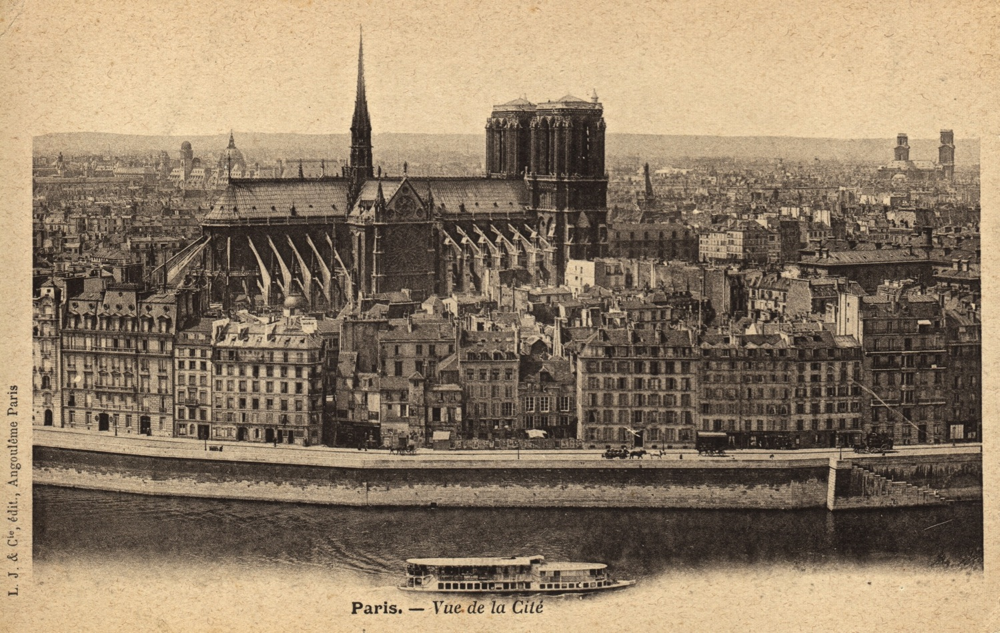 L. J. & Cie, édit., Angoulême Paris
Paris. — Vue de la Cité